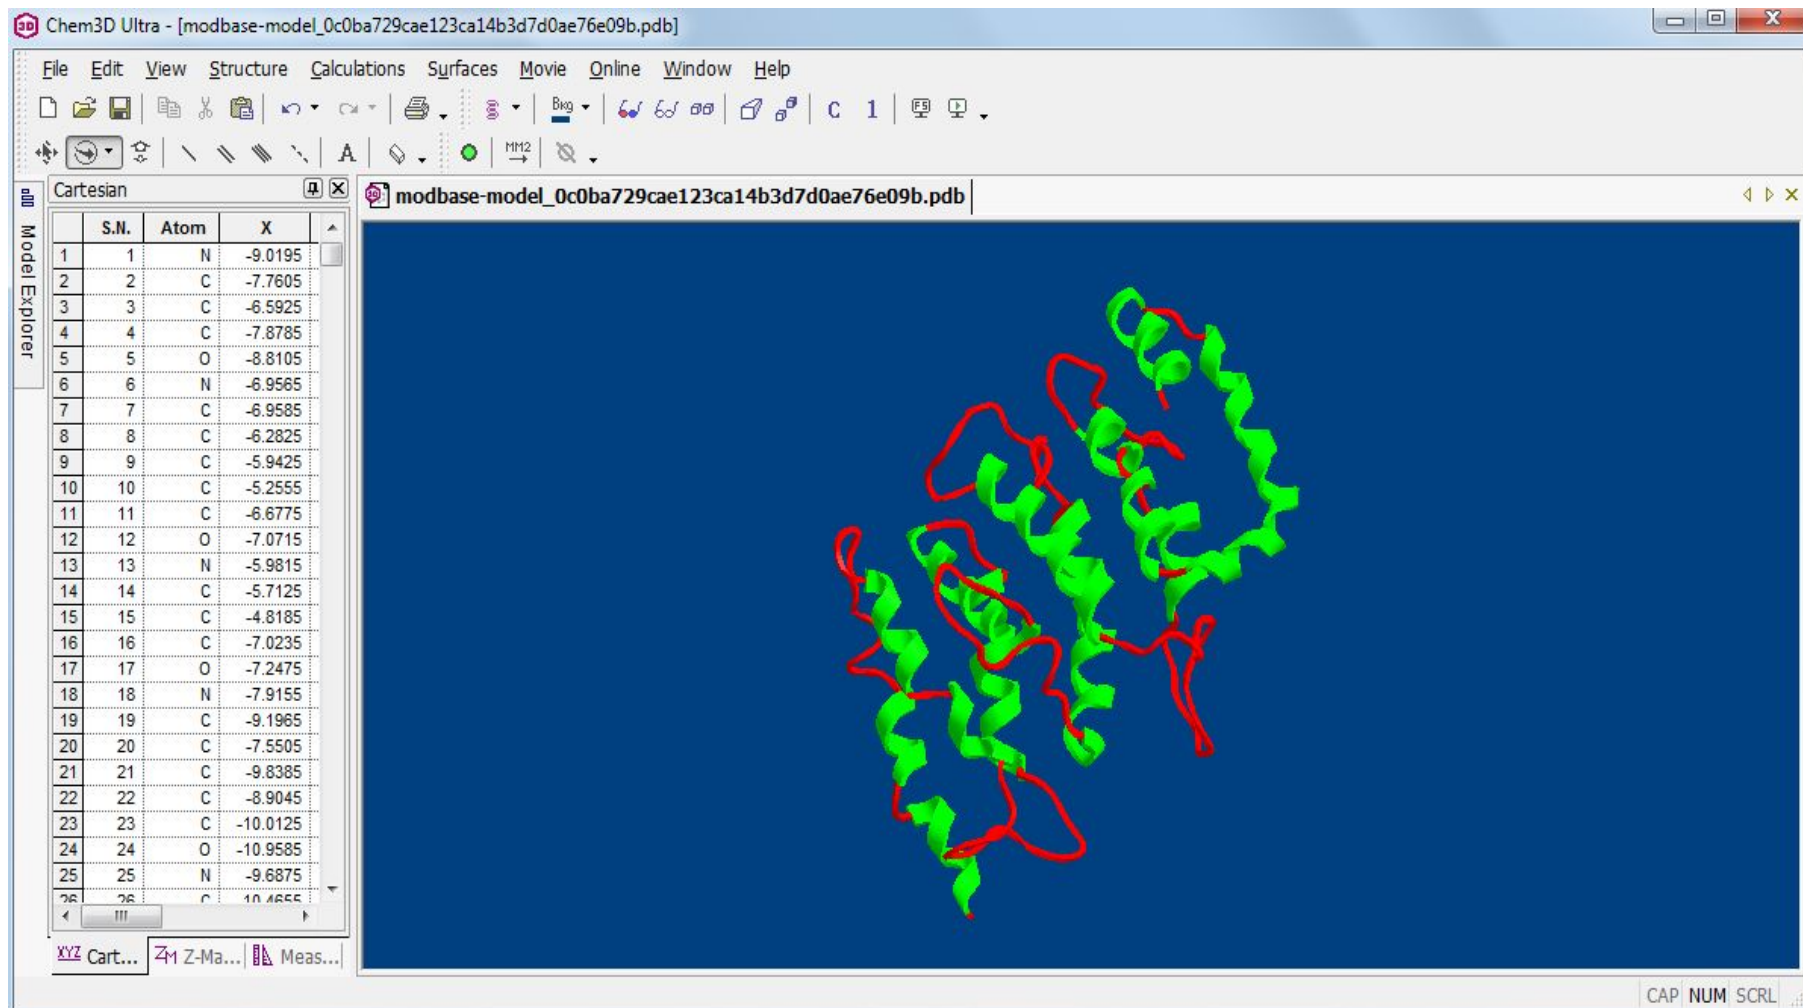 Chem3D Ultra - [modbase-model_0c0ba729cae123ca14b3d7d0ae76e09b.pdb]
File Edit View Structure Calculations Surfaces Movie Online Window Help
Bkg C 1 FS
A MM2
Model Explorer
Cartesian
modbase-model_0c0ba729cae123ca14b3d7d0ae76e09b.pdb
S.N. Atom X
1 1 N -9.0195
2 2 C -7.7605
3 3 C -6.5925
4 4 C -7.8785
5 5 O -8.8105
6 6 N -6.9565
7 7 C -6.9585
8 8 C -6.2825
9 9 C -5.9425
10 10 C -5.2555
11 11 C -6.6775
12 12 O -7.0715
13 13 N -5.9815
14 14 C -5.7125
15 15 C -4.8185
16 16 C -7.0235
17 17 O -7.2475
18 18 N -7.9155
19 19 C -9.1965
20 20 C -7.5505
21 21 C -9.8385
22 22 C -8.9045
23 23 C -10.0125
24 24 O -10.9585
25 25 N -9.6875
26 26 C 10.4655
XYZ Cart... ZM Z-Ma... Meas...
CAP NUM SCRL